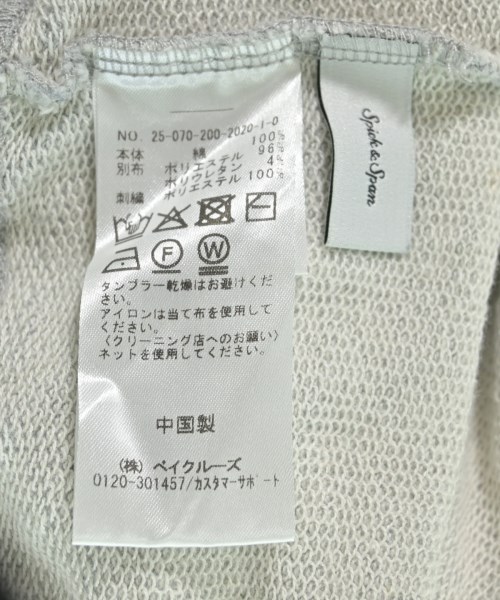 NO. 25-070-200-2020-1-0
本体 綿 100%
別布 ポリエステル 96%
ポリウレタン 4%
刺繍 ポリエステル 100%
F W
タンブラー乾燥はお避けくだ
さい。
アイロンは当て布を使用して
ください。
〈クリーニング店へのお願い〉
ネットを使用してください。
中国製
(株) ベイクルーズ
0120-301457/カスタマーサポート
Spick & Span